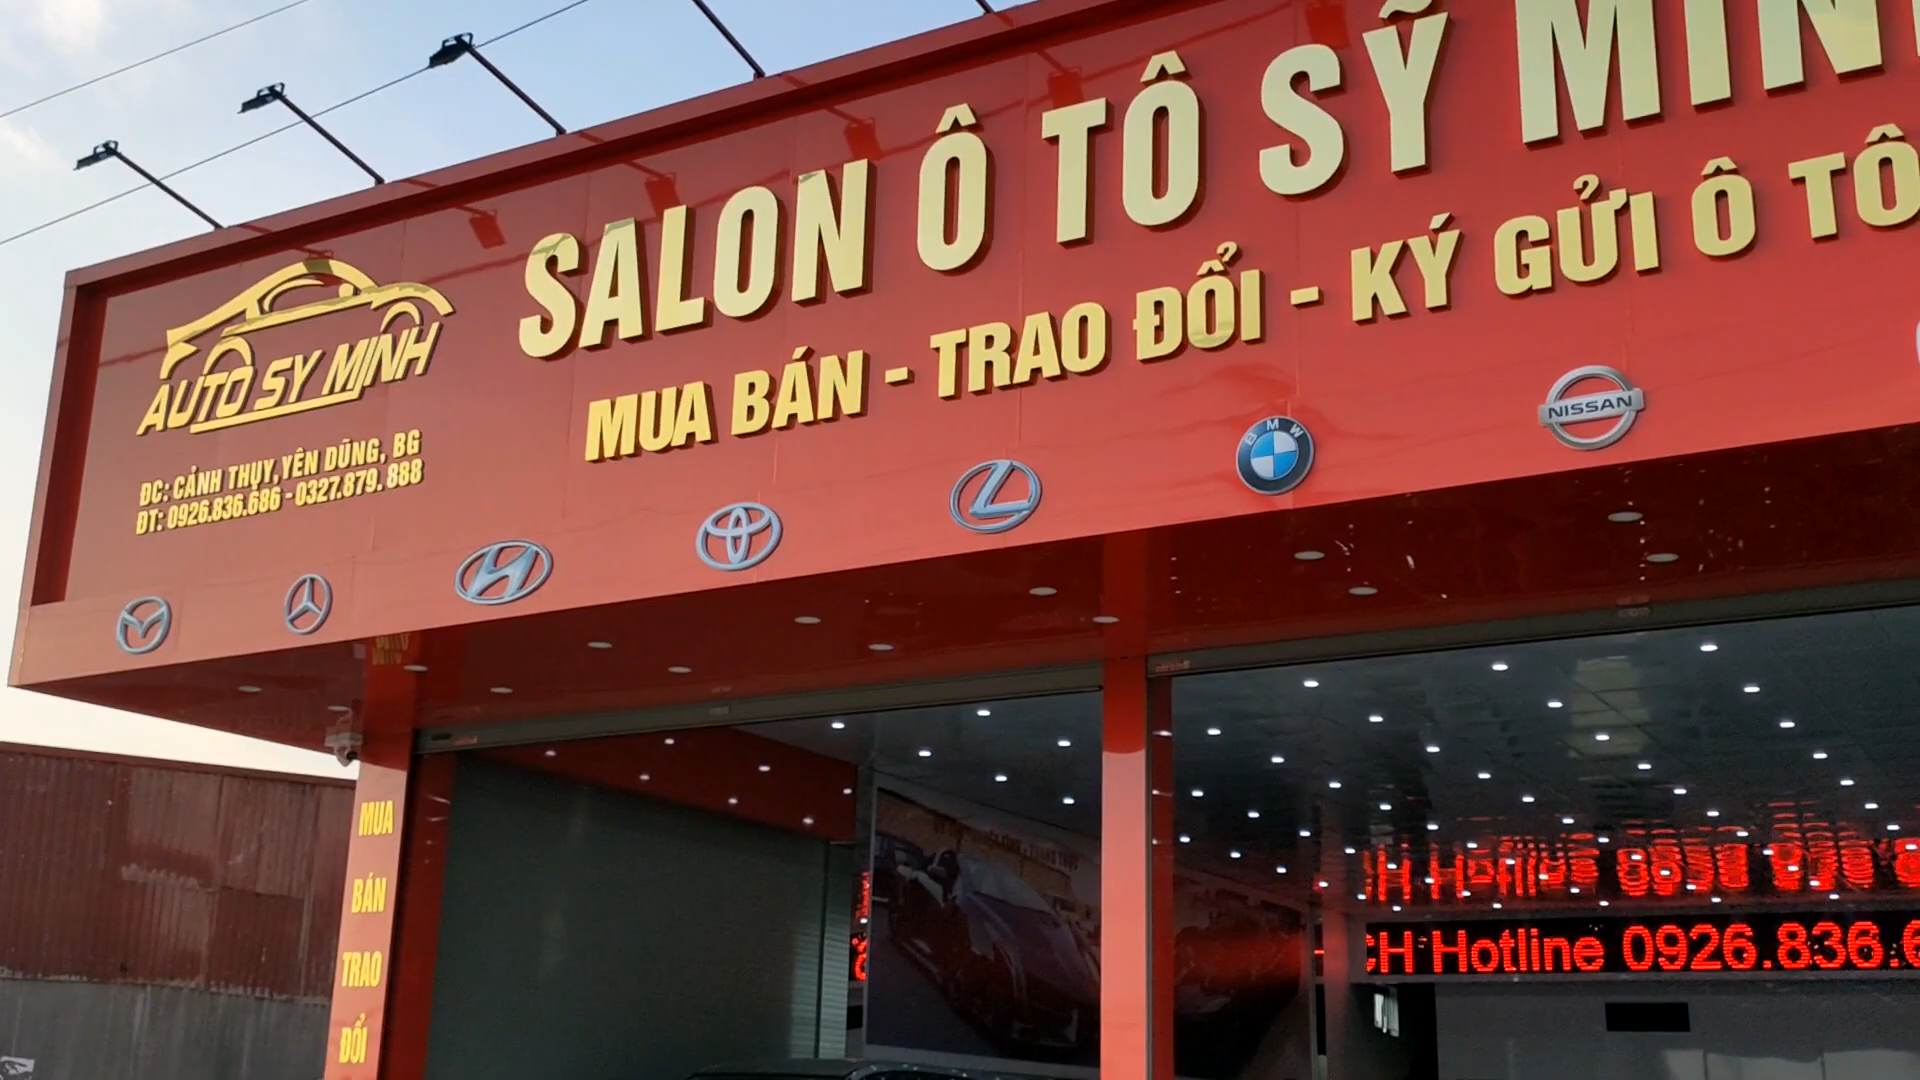 SALON Ô TÔ SỸ MINH
MUA BÁN - TRAO ĐỔI - KÝ GỬI Ô TÔ
AUTO SY MINH
ĐC: CẢNH THỤY, YÊN DŨNG, BG
ĐT: 0926.836.686 - 0327.879.888
BMW
NISSAN
MUA
BÁN
TRAO
ĐỔI
CH Hotline 0926.836.6